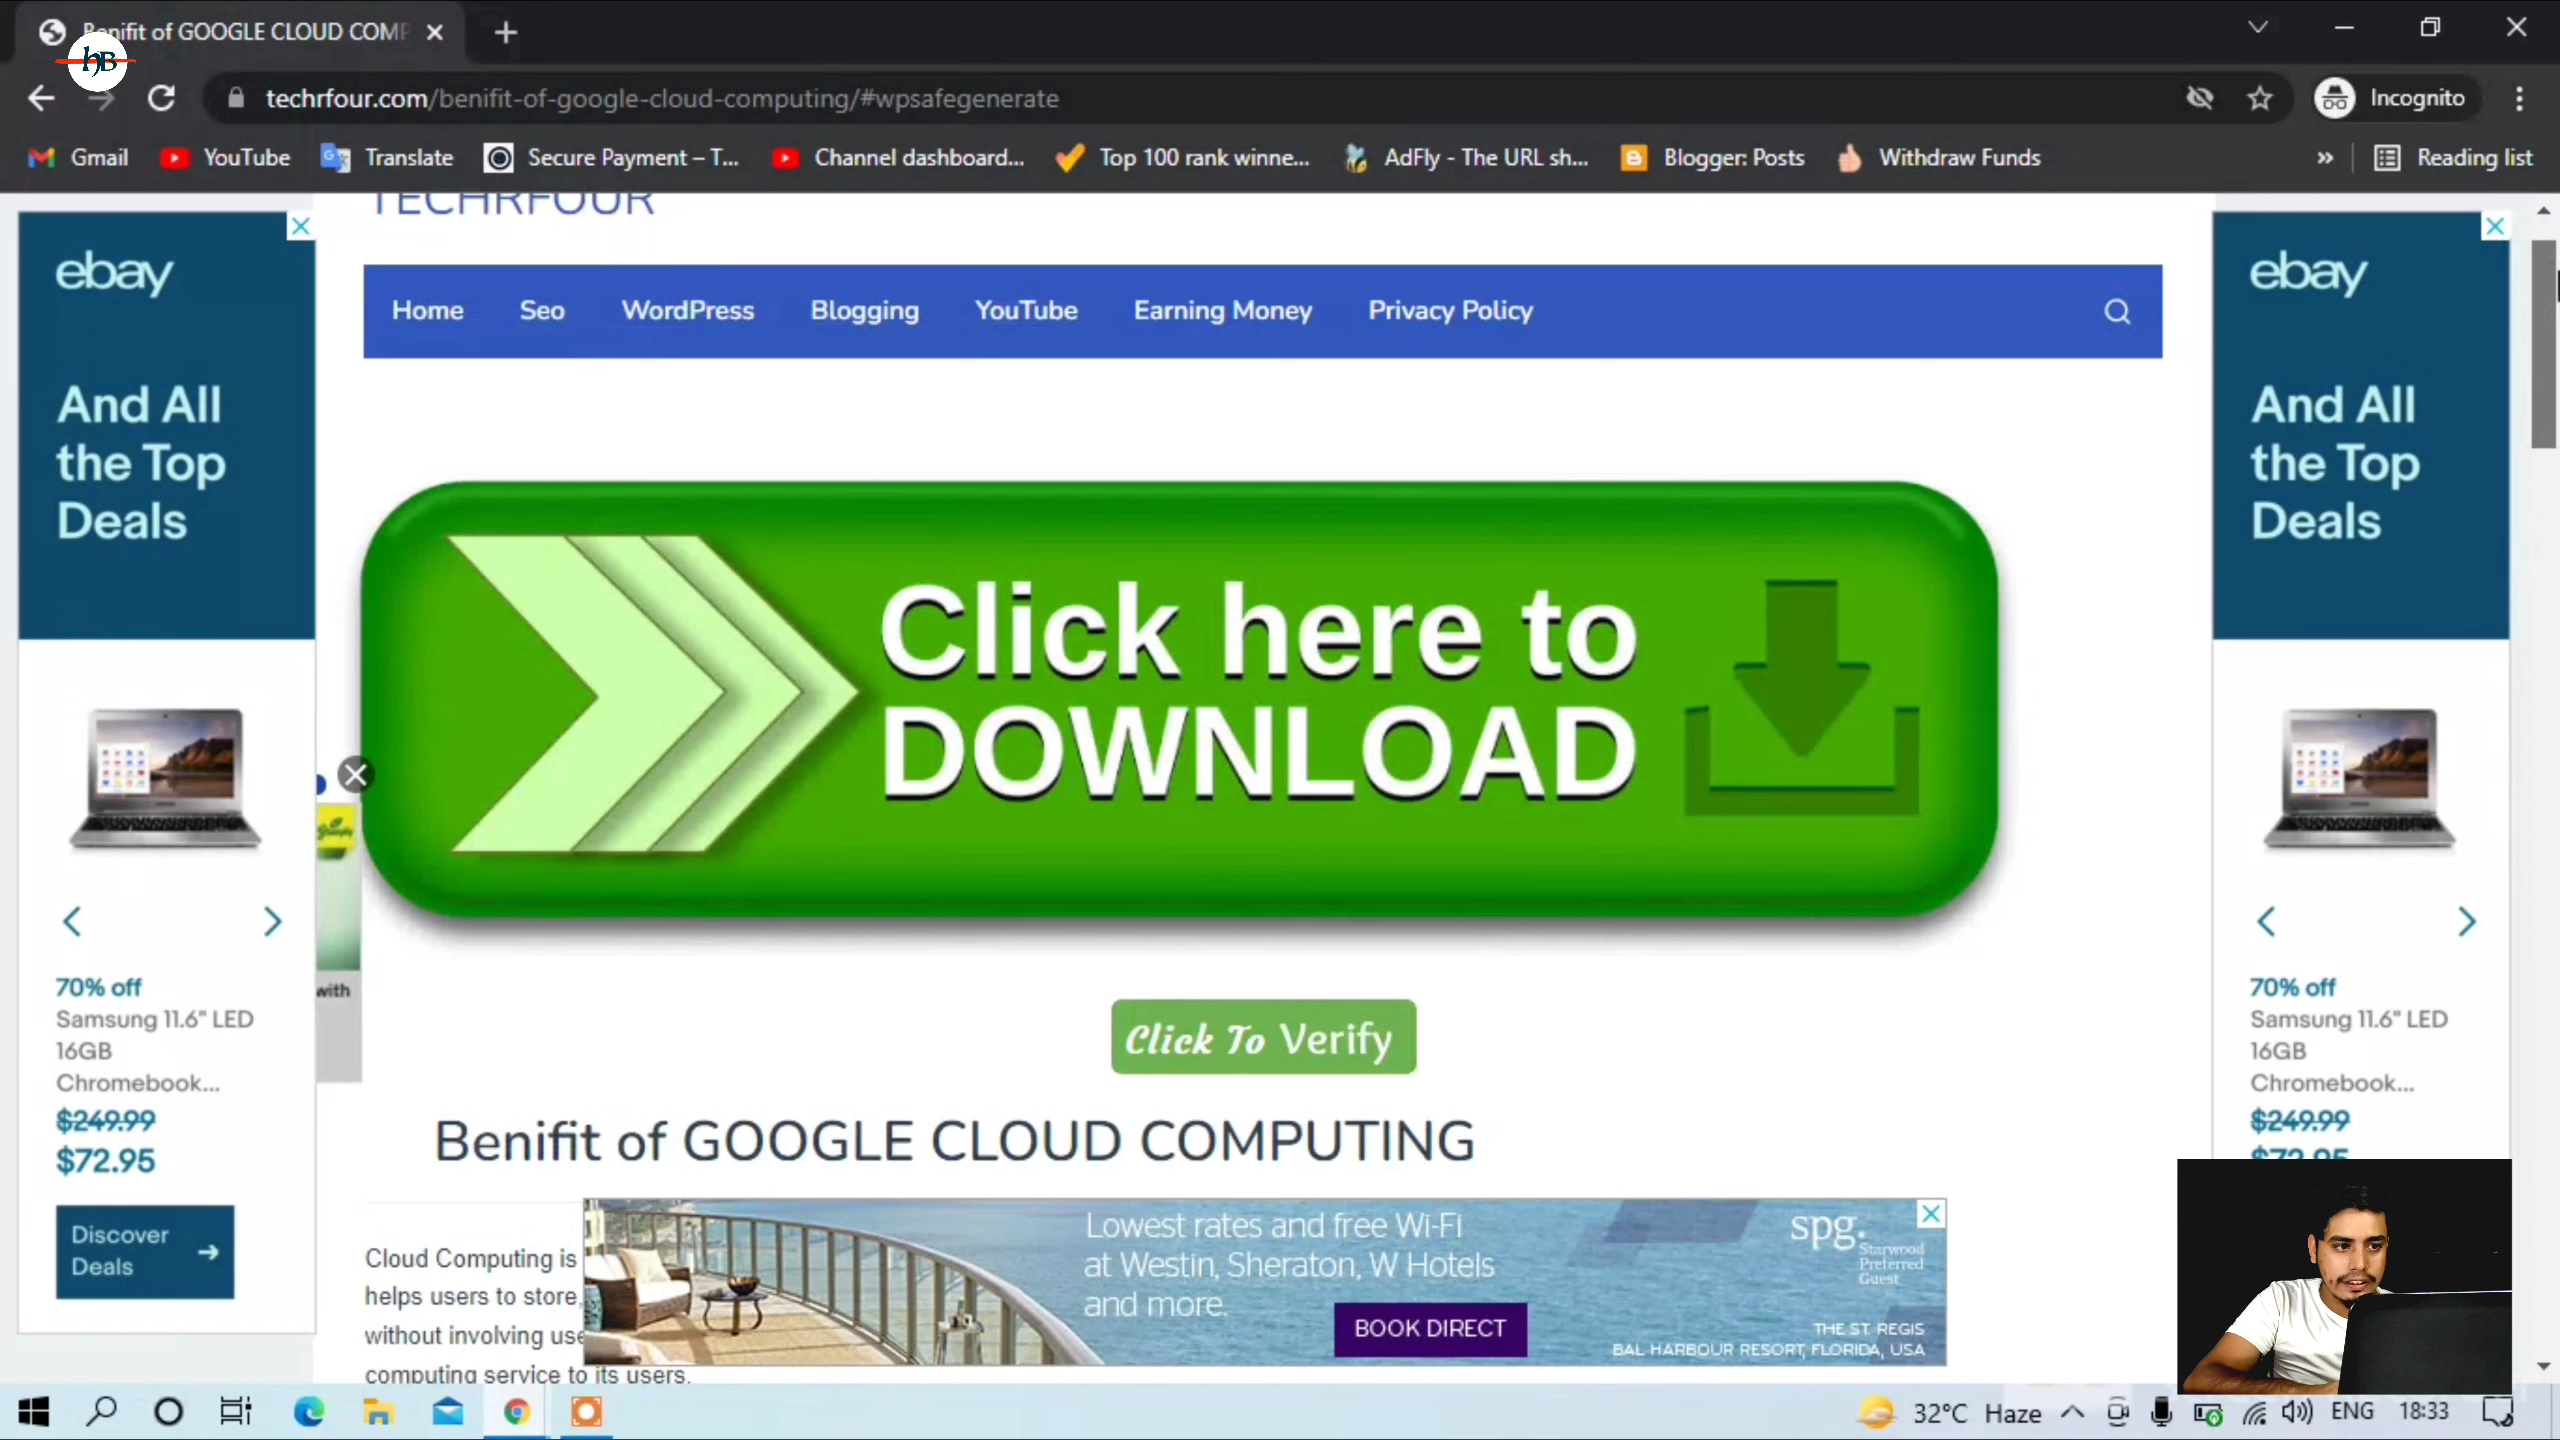 Benifit of GOOGLE CLOUD COMP
hB
techrfour.com/benifit-of-google-cloud-computing/#wpsafegenerate
Incognito
Gmail
YouTube
Translate
Secure Payment – T...
Channel dashboard...
Top 100 rank winne...
AdFly - The URL sh...
Blogger: Posts
Withdraw Funds
»
Reading list
TECHRFOUR
Home
Seo
WordPress
Blogging
YouTube
Earning Money
Privacy Policy
ebay
And All
the Top
Deals
70% off
Samsung 11.6" LED
16GB
Chromebook...
$249.99
$72.95
Discover
Deals
with
Click here to
DOWNLOAD
Click To Verify
Benifit of GOOGLE CLOUD COMPUTING
Cloud Computing is
helps users to store,
without involving use
computing service to its users.
Lowest rates and free Wi-Fi
at Westin, Sheraton, W Hotels
and more.
BOOK DIRECT
spg.
Starwood
Preferred
Guest
THE ST. REGIS
BAL HARBOUR RESORT, FLORIDA, USA
ebay
And All
the Top
Deals
70% off
Samsung 11.6" LED
16GB
Chromebook...
$249.99
$72.95
32°C Haze
ENG
18:33